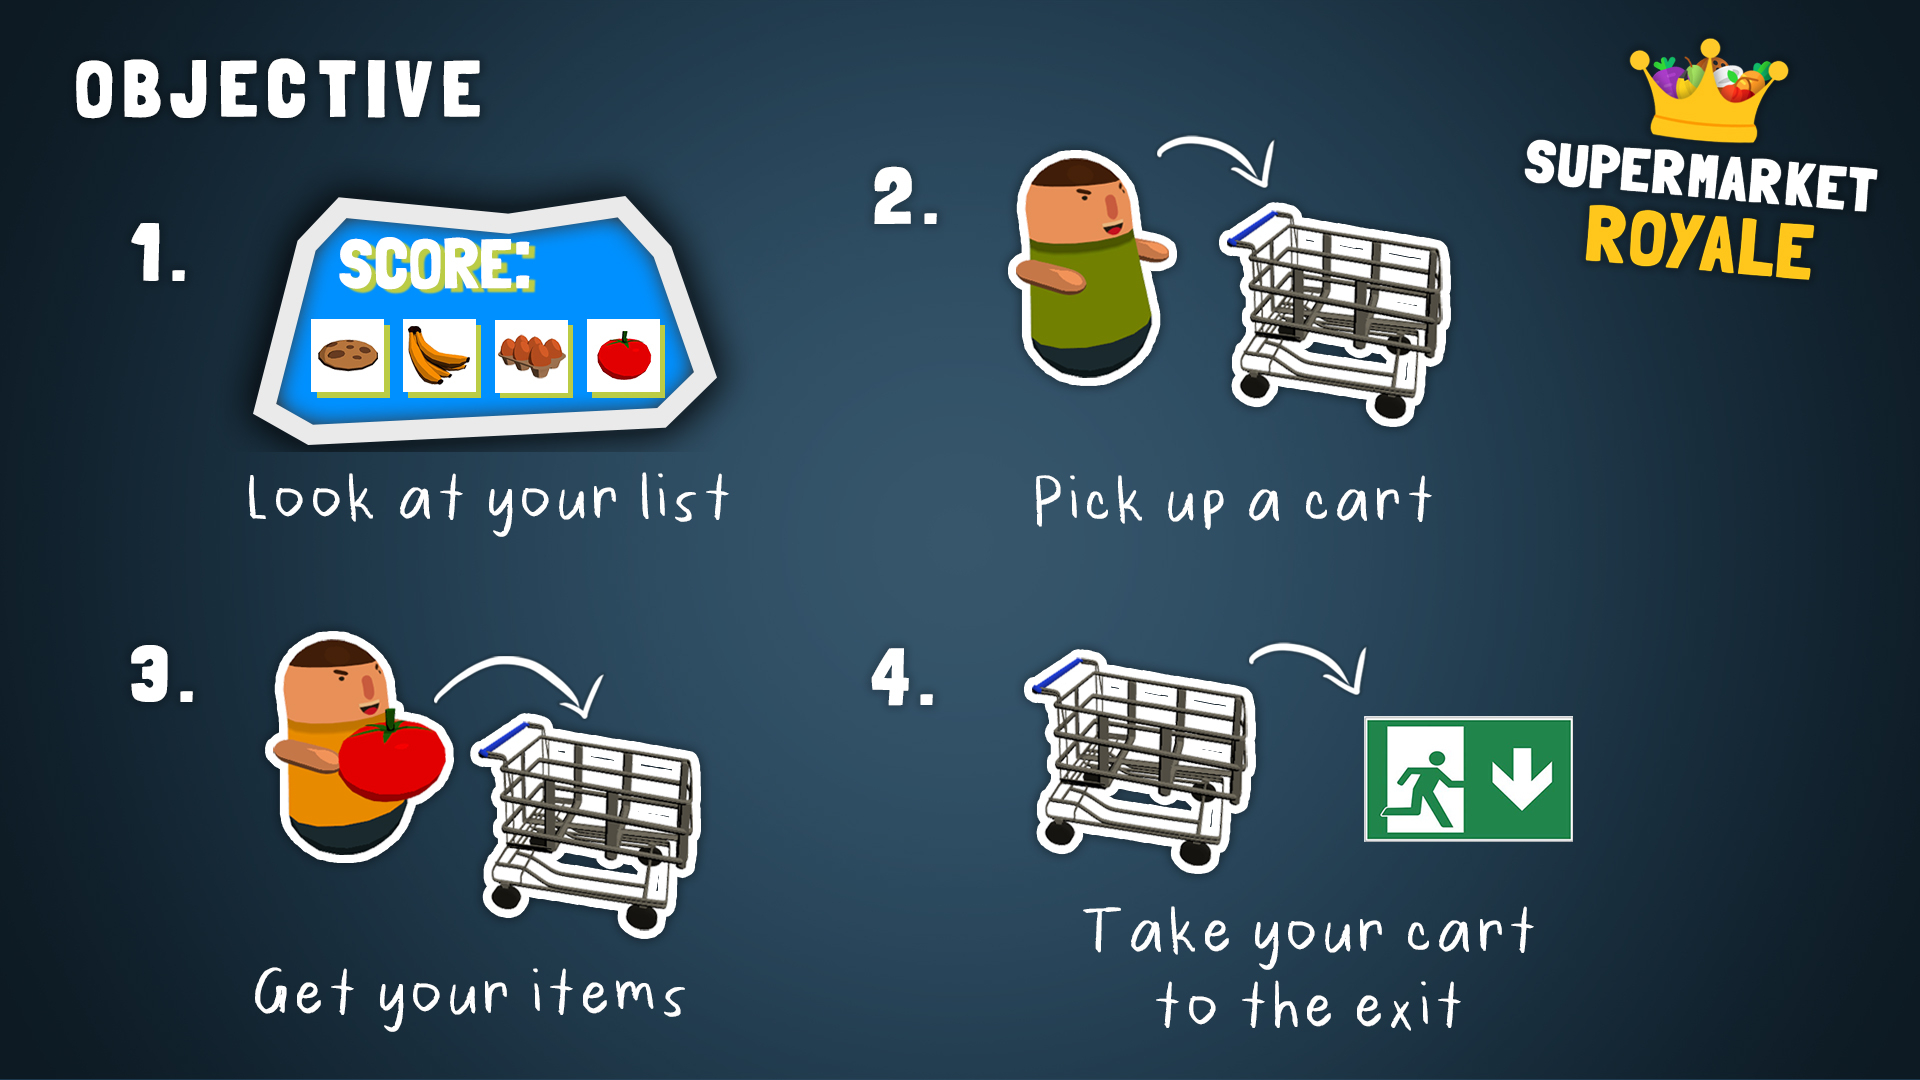 OBJECTIVE
SUPERMARKET
ROYALE
1.
SCORE:
Look at your list
2.
Pick up a cart
3.
Get your items
4.
Take your cart
to the exit